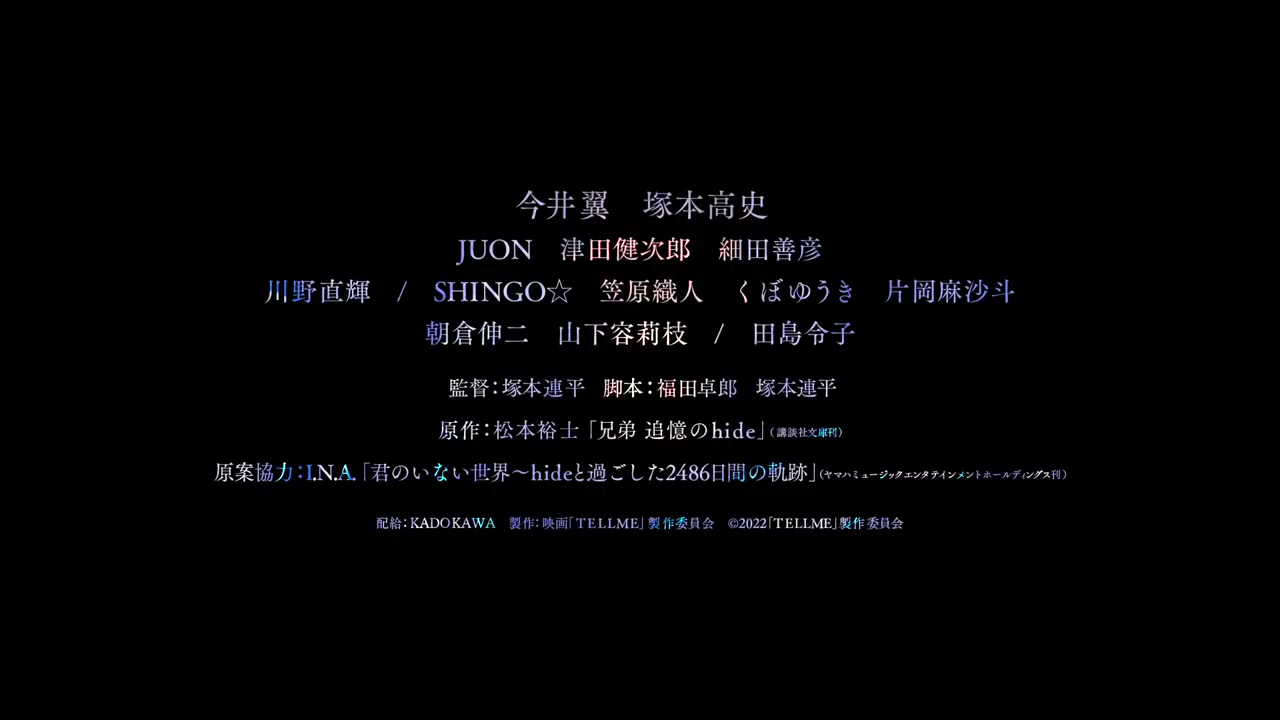 今井翼　塚本高史
JUON　津田健次郎　細田善彦
川野直輝　/　SHINGO☆　笠原織人　くぼゆうき　片岡麻沙斗
朝倉伸二　山下容莉枝　/　田島令子
監督：塚本連平　脚本：福田卓郎　塚本連平
原作：松本裕士「兄弟 追憶のhide」（講談社文庫刊）
原案協力：I.N.A.「君のいない世界～hideと過ごした2486日間の軌跡」（ヤマハミュージックエンタテインメントホールディングス刊）
配給：KADOKAWA　製作：映画「TELLME」製作委員会　©2022「TELLME」製作委員会